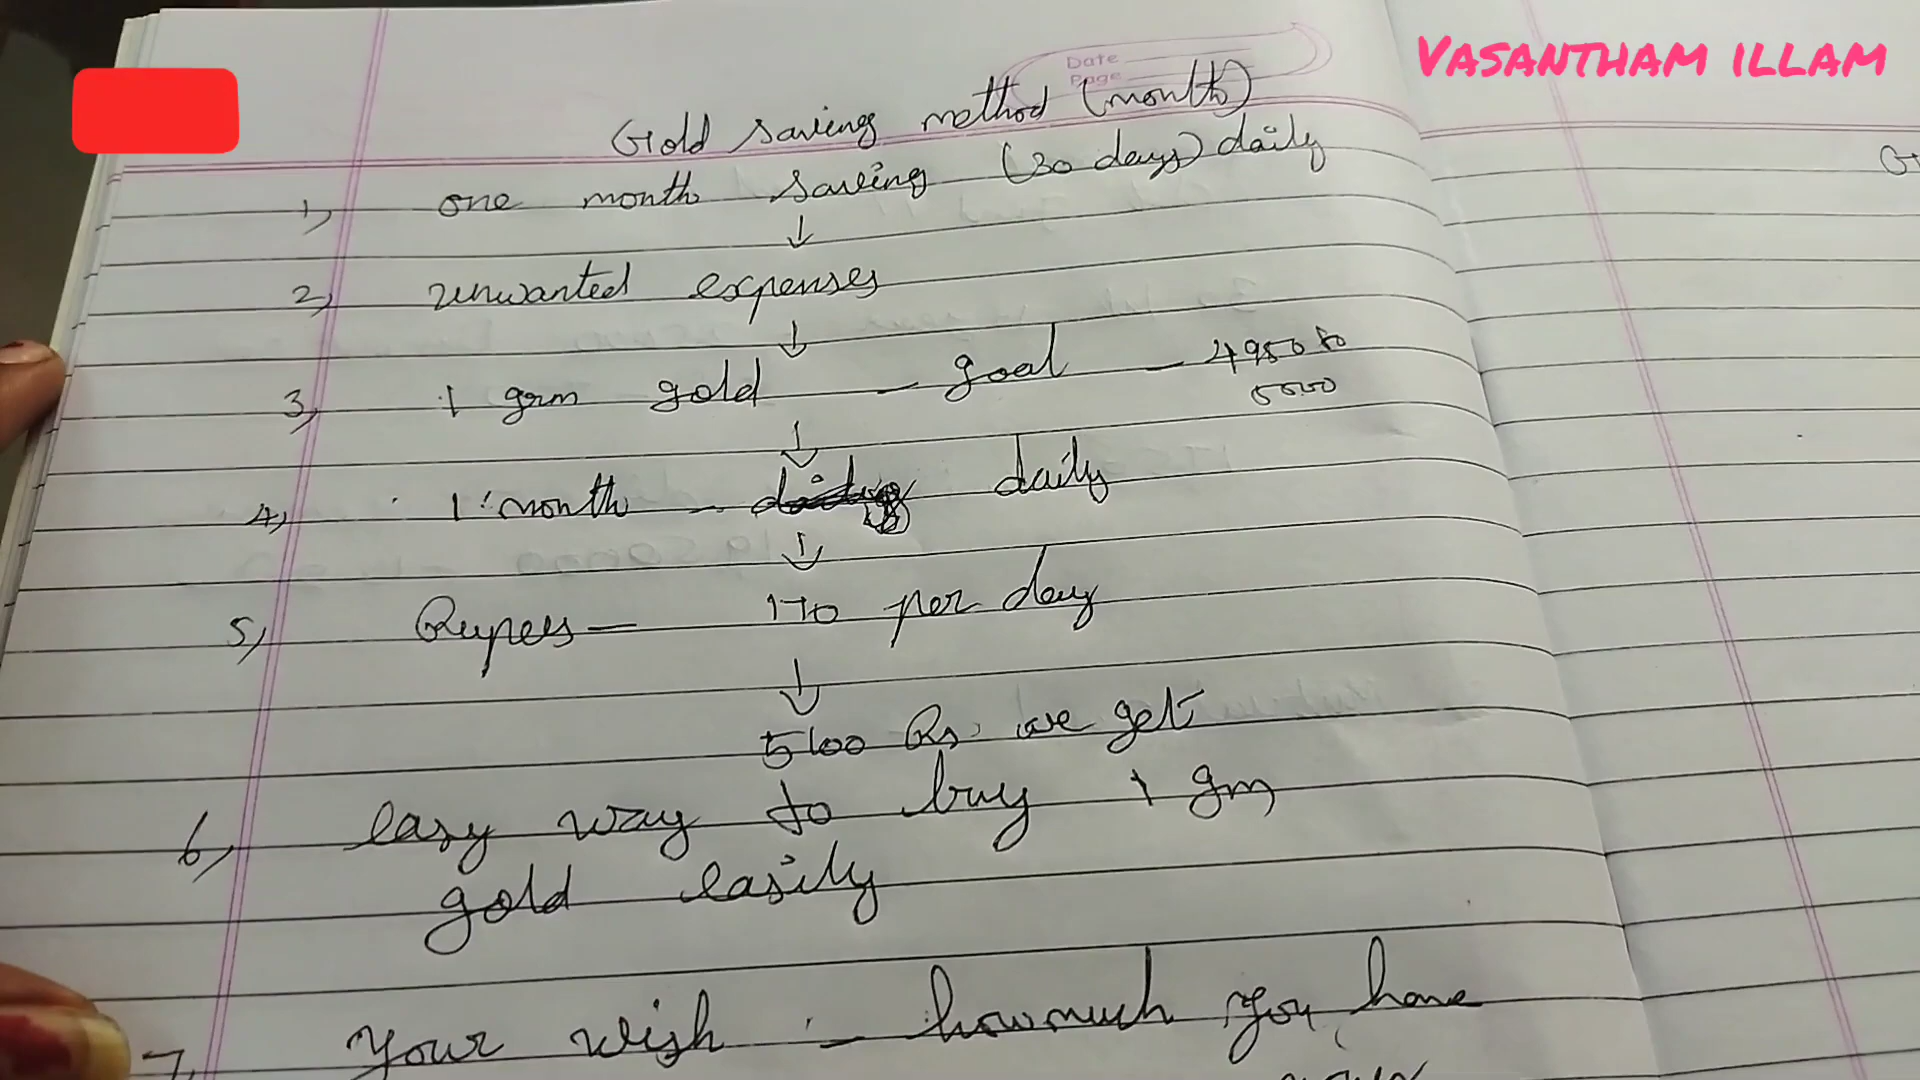 VASANTHAM ILLAM
Date
Page
Gold saving method (month)
1, one month saving (30 days) daily
↓
2, unwanted expenses
↓
3, 1 grm gold – goal – 4950 to
5000
↓
4, 1 month – daily
↓
5, Rupees – 170 per day
↓
5100 Rs. we get
6, easy way to buy 1 gm
gold easily
7, your wish – howmuch you have